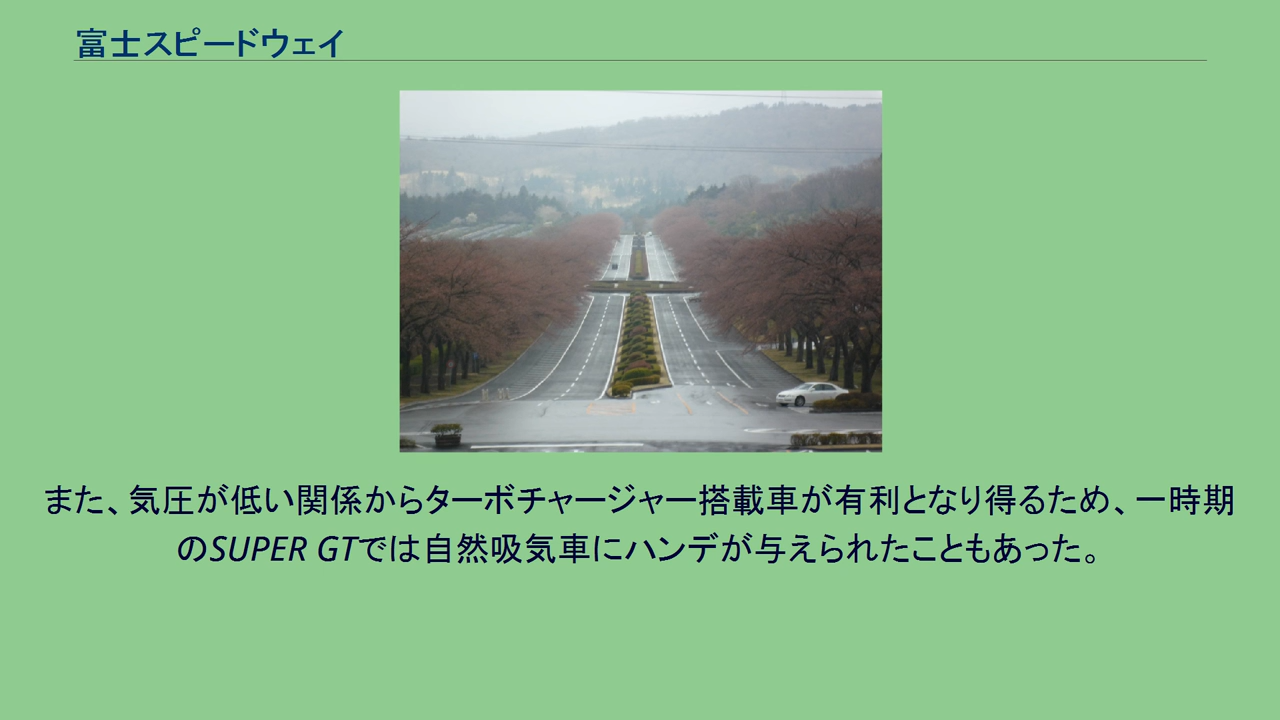 富士スピードウェイ
また、気圧が低い関係からターボチャージャー搭載車が有利となり得るため、一時期
のSUPER GTでは自然吸気車にハンデが与えられたこともあった。